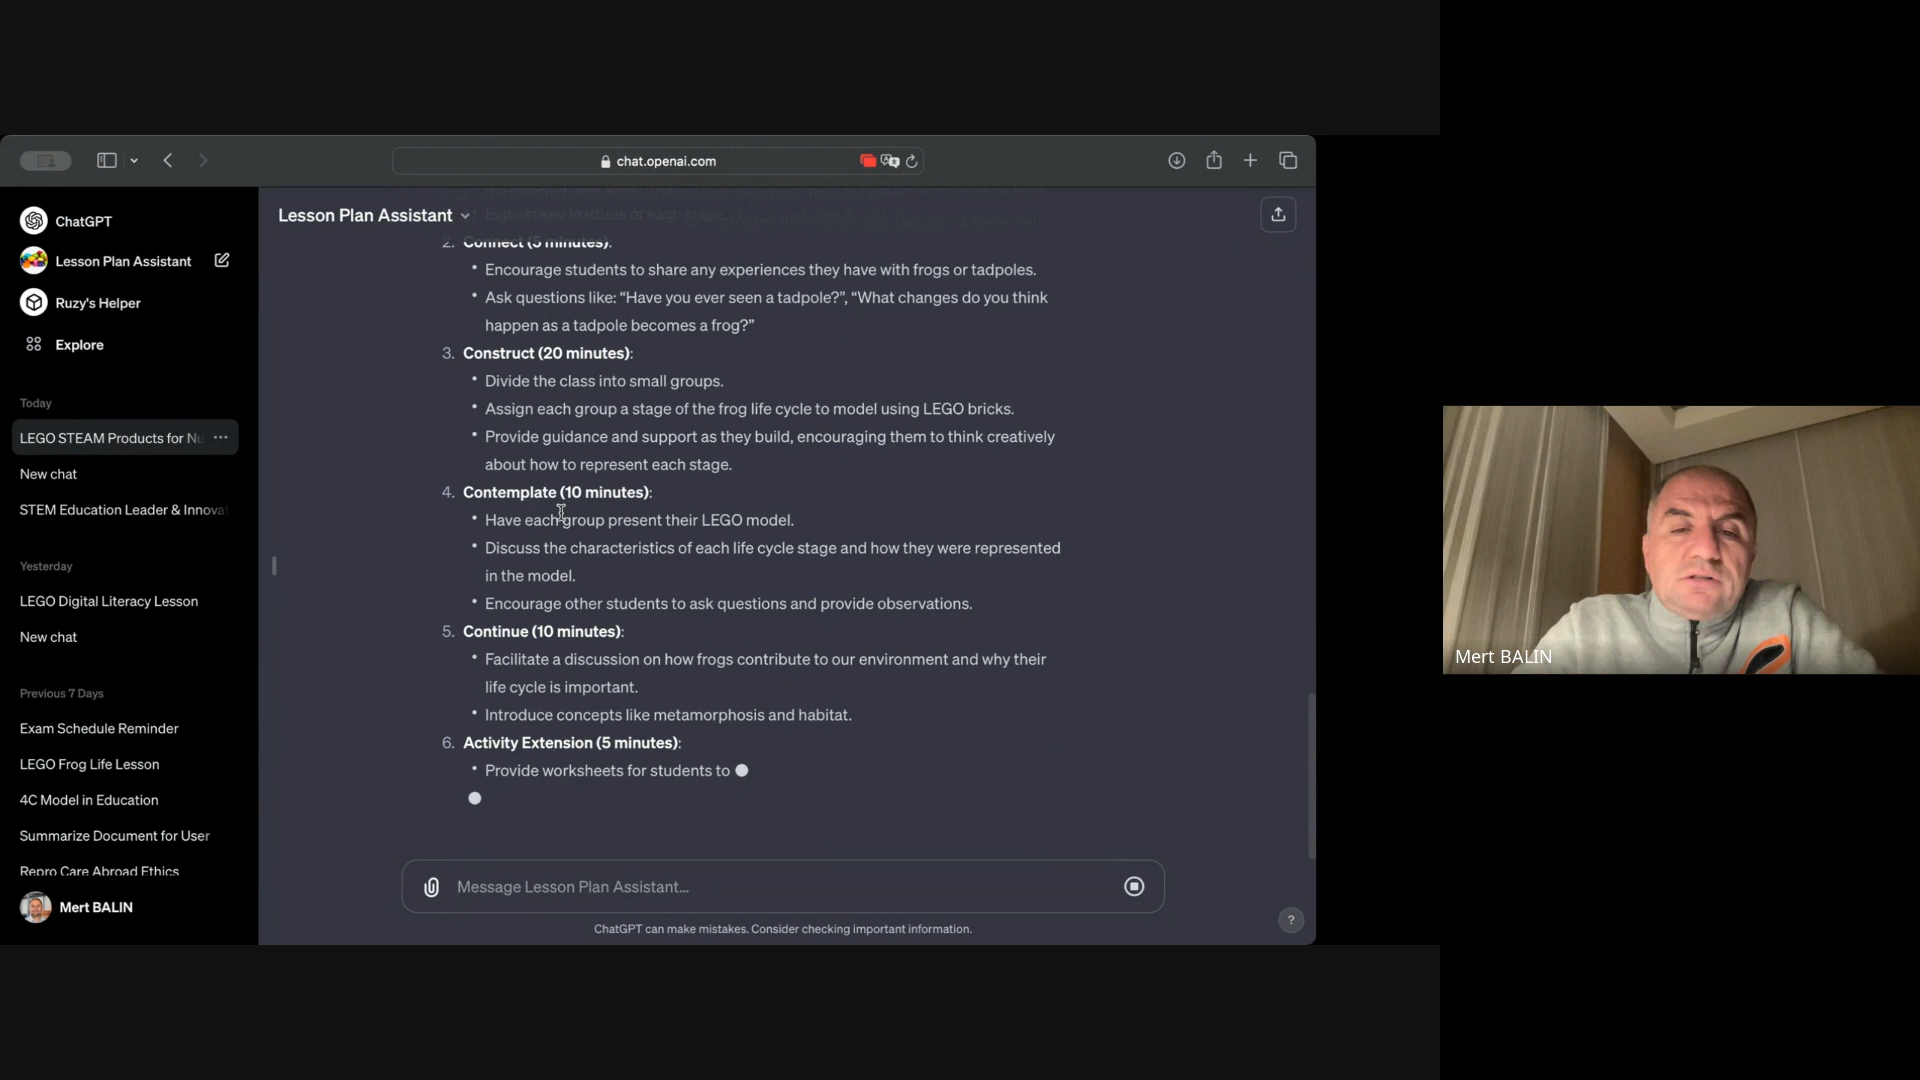 chat.openai.com
ChatGPT
Lesson Plan Assistant
Ruzy's Helper
Explore
Today
LEGO STEAM Products for Nu
New chat
STEM Education Leader & Innova
Yesterday
LEGO Digital Literacy Lesson
New chat
Previous 7 Days
Exam Schedule Reminder
LEGO Frog Life Lesson
4C Model in Education
Summarize Document for User
Repro Care Abroad Ethics
Mert BALIN
Lesson Plan Assistant
• Explain key features of each stage.
2. Connect (5 minutes):
• Encourage students to share any experiences they have with frogs or tadpoles.
• Ask questions like: “Have you ever seen a tadpole?”, “What changes do you think
happen as a tadpole becomes a frog?”
3. Construct (20 minutes):
• Divide the class into small groups.
• Assign each group a stage of the frog life cycle to model using LEGO bricks.
• Provide guidance and support as they build, encouraging them to think creatively
about how to represent each stage.
4. Contemplate (10 minutes):
• Have each group present their LEGO model.
• Discuss the characteristics of each life cycle stage and how they were represented
in the model.
• Encourage other students to ask questions and provide observations.
5. Continue (10 minutes):
• Facilitate a discussion on how frogs contribute to our environment and why their
life cycle is important.
• Introduce concepts like metamorphosis and habitat.
6. Activity Extension (5 minutes):
• Provide worksheets for students to
Message Lesson Plan Assistant...
ChatGPT can make mistakes. Consider checking important information.
?
Mert BALIN